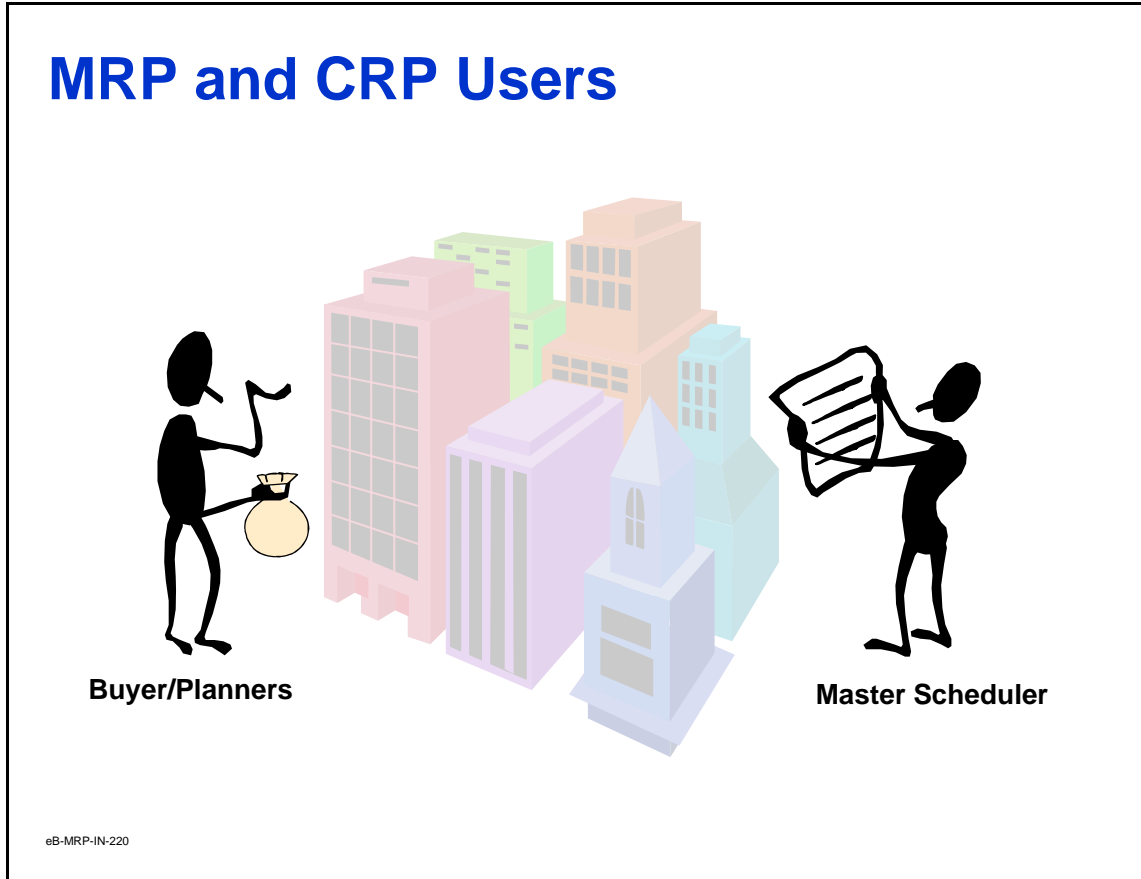 MRP and CRP Users
Buyer/Planners
Master Scheduler
eB-MRP-IN-220